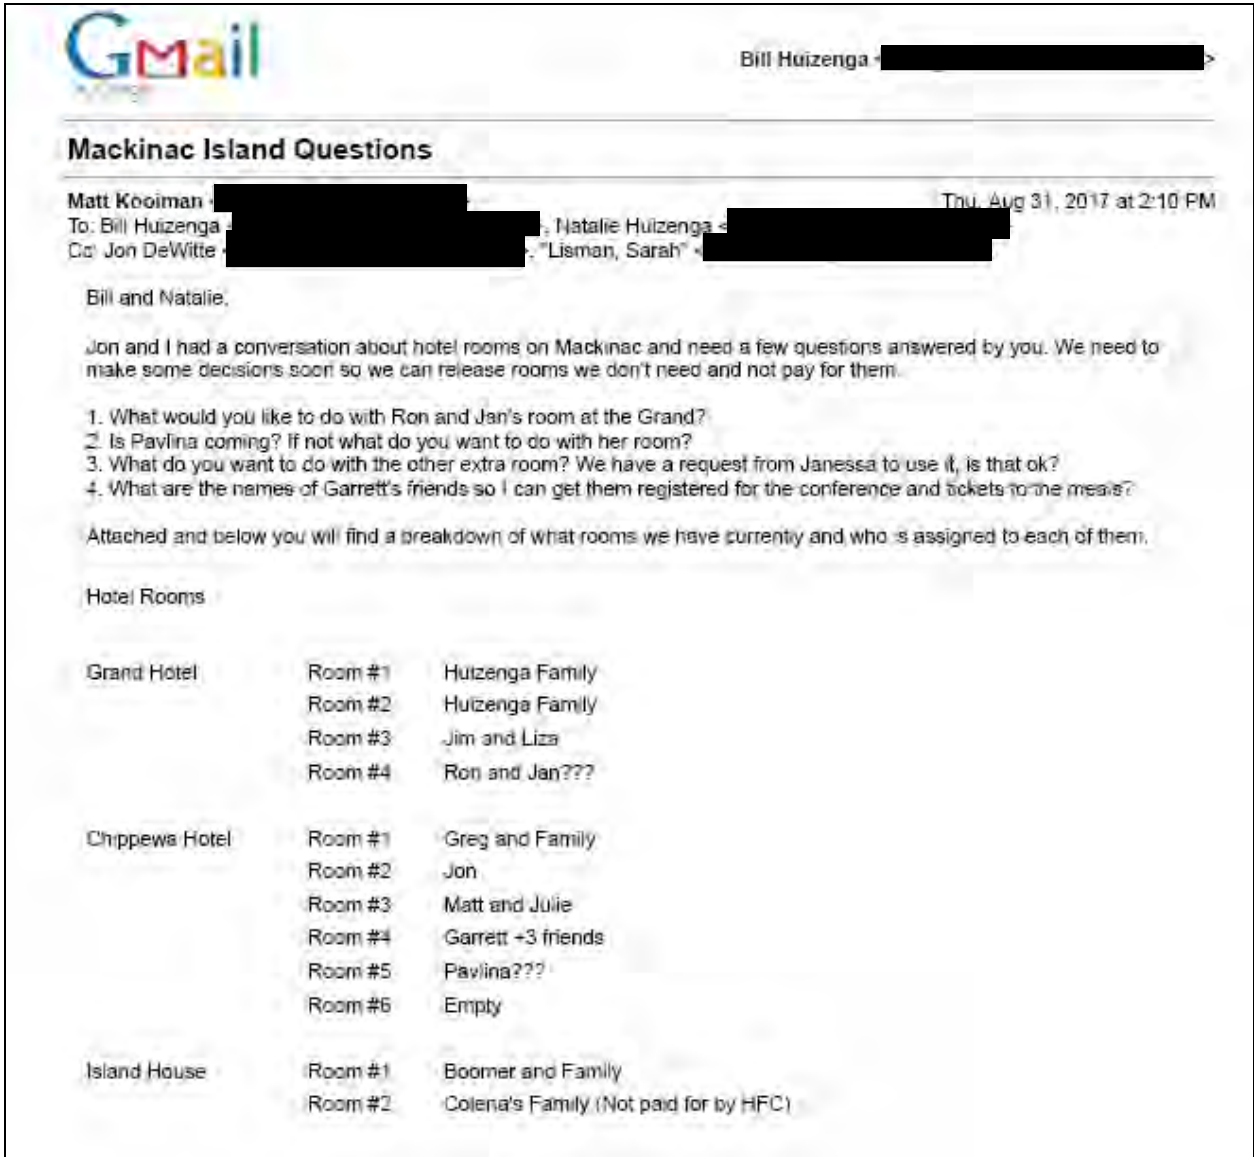 Gmail
Bill Huizenga < >
Mackinac Island Questions
Matt Kooiman < > Thu, Aug 31, 2017 at 2:10 PM
To: Bill Huizenga < >, Natalie Huizenga < >
Cc: Jon DeWitte < >, "Lisman, Sarah" < >
Bill and Natalie,
Jon and I had a conversation about hotel rooms on Mackinac and need a few questions answered by you. We need to
make some decisions soon so we can release rooms we don't need and not pay for them.
1. What would you like to do with Ron and Jan's room at the Grand?
2. Is Pavlina coming? If not what do you want to do with her room?
3. What do you want to do with the other extra room? We have a request from Janessa to use it, is that ok?
4. What are the names of Garrett's friends so I can get them registered for the conference and tickets to the meals?
Attached and below you will find a breakdown of what rooms we have currently and who is assigned to each of them.
Hotel Rooms
Grand Hotel Room #1 Huizenga Family
Room #2 Huizenga Family
Room #3 Jim and Liza
Room #4 Ron and Jan???
Chippewa Hotel Room #1 Greg and Family
Room #2 Jon
Room #3 Matt and Julie
Room #4 Garrett +3 friends
Room #5 Pavlina???
Room #6 Empty
Island House Room #1 Boomer and Family
Room #2 Colena's Family (Not paid for by HFC)